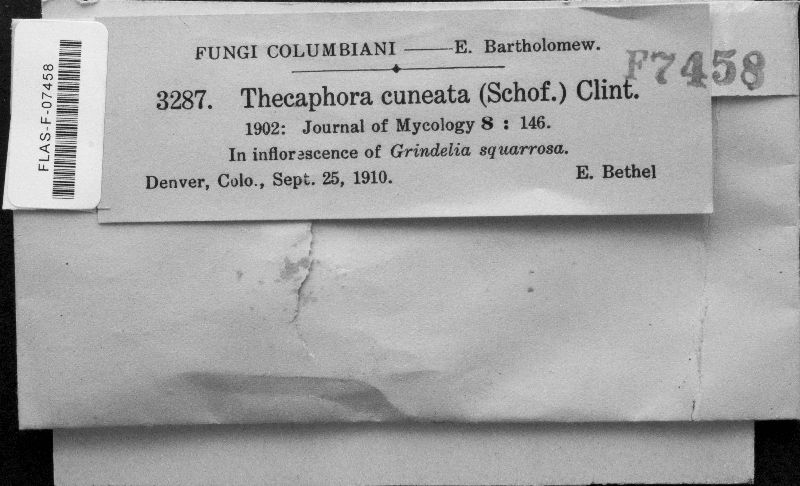 FLAS-F-07458
FUNGI COLUMBIANI —— E. Bartholomew.
F7458
3287. Thecaphora cuneata (Schof.) Clint.
1902: Journal of Mycology 8 : 146.
In inflorescence of Grindelia squarrosa.
Denver, Colo., Sept. 25, 1910. E. Bethel